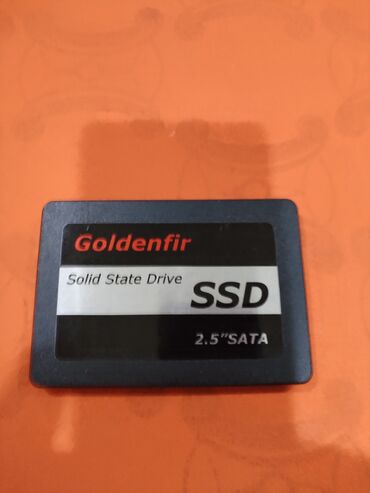 Goldenfir
Solid State Drive
SSD
2.5"SATA